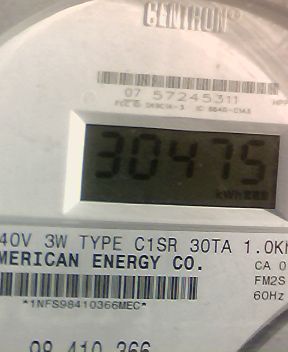 CENTRON®
07 57245311
30475
kWh
40V 3W TYPE C1SR 30TA 1.0K
MERICAN ENERGY CO.
CA 0
FM2S
60Hz
*1NFS98410366MEC*
98 410 366